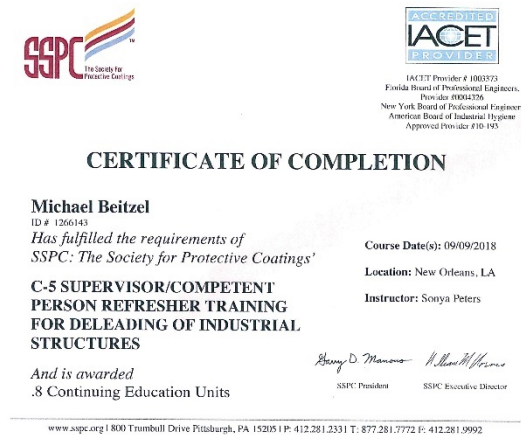 SSPC
TM
The Society for
Protective Coatings
ACCREDITED
IACET
PROVIDER
IACET Provider # 1003373
Florida Board of Professional Engineers,
Provider #0004326
New York Board of Professional Engineer
American Board of Industrial Hygiene
Approved Provider #10-193
CERTIFICATE OF COMPLETION
Michael Beitzel
ID # 1266143
Has fulfilled the requirements of
SSPC: The Society for Protective Coatings'
C-5 SUPERVISOR/COMPETENT
PERSON REFRESHER TRAINING
FOR DELEADING OF INDUSTRIAL
STRUCTURES
And is awarded
.8 Continuing Education Units
Course Date(s): 09/09/2018
Location: New Orleans, LA
Instructor: Sonya Peters
SSPC President
SSPC Executive Director
www.sspc.org | 800 Trumbull Drive Pittsburgh, PA 15205 | P: 412.281.2331 T: 877.281.7772 F: 412.281.9992